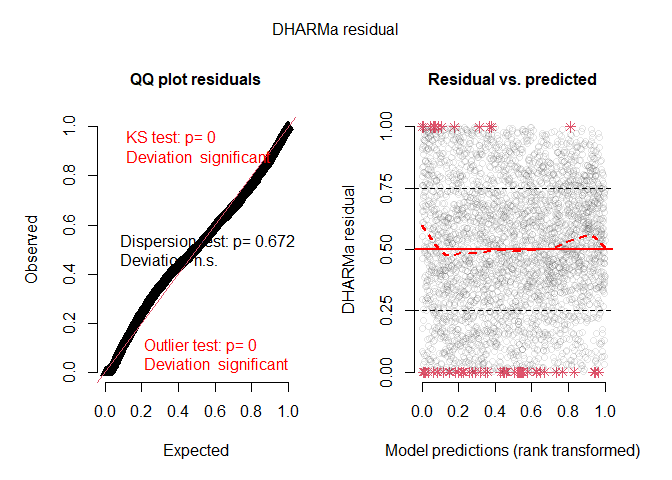 DHARMa residual
QQ plot residuals
KS test: p= 0
Deviation significant
Dispersion test: p= 0.672
Deviation n.s.
Outlier test: p= 0
Deviation significant
Observed
0.0 0.2 0.4 0.6 0.8 1.0
0.0 0.2 0.4 0.6 0.8 1.0
Expected
Residual vs. predicted
DHARMa residual
0.00 0.25 0.50 0.75 1.00
0.0 0.2 0.4 0.6 0.8 1.0
Model predictions (rank transformed)